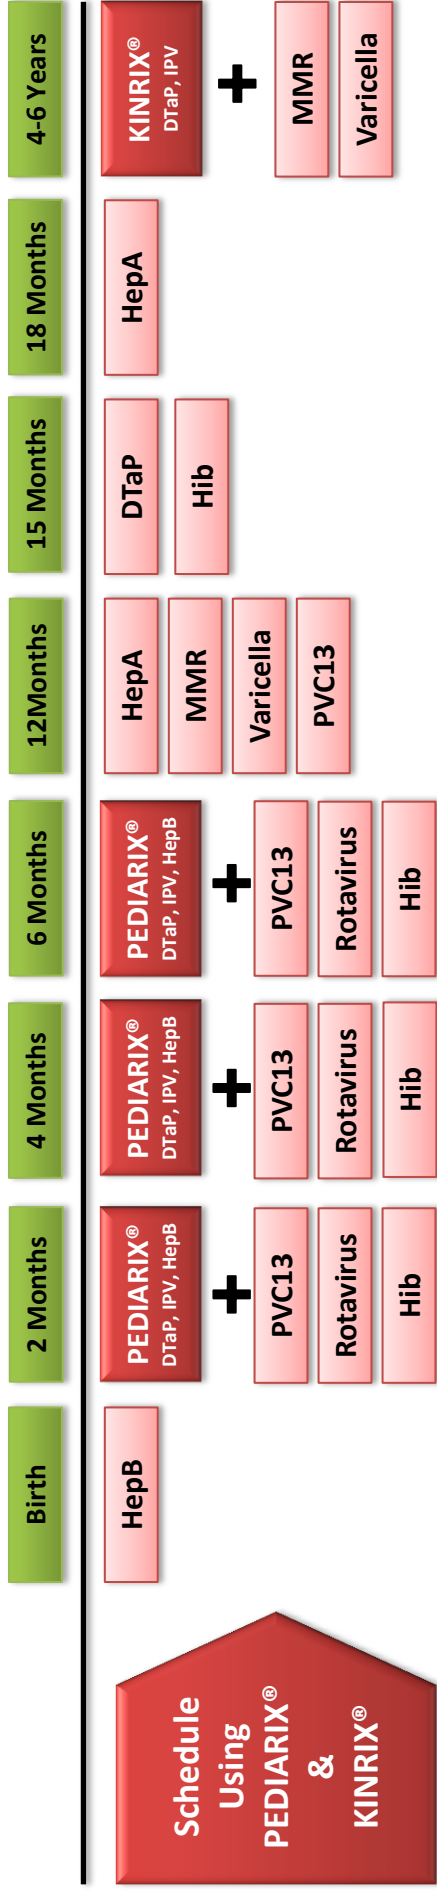 Schedule
Using
PEDIARIX®
&
KINRIX®
Birth
HepB
2 Months
PEDIARIX®
DTaP, IPV, HepB
+
PVC13
Rotavirus
Hib
4 Months
PEDIARIX®
DTaP, IPV, HepB
+
PVC13
Rotavirus
Hib
6 Months
PEDIARIX®
DTaP, IPV, HepB
+
PVC13
Rotavirus
Hib
12Months
HepA
MMR
Varicella
PVC13
15 Months
DTaP
Hib
18 Months
HepA
4-6 Years
KINRIX®
DTaP, IPV
+
MMR
Varicella